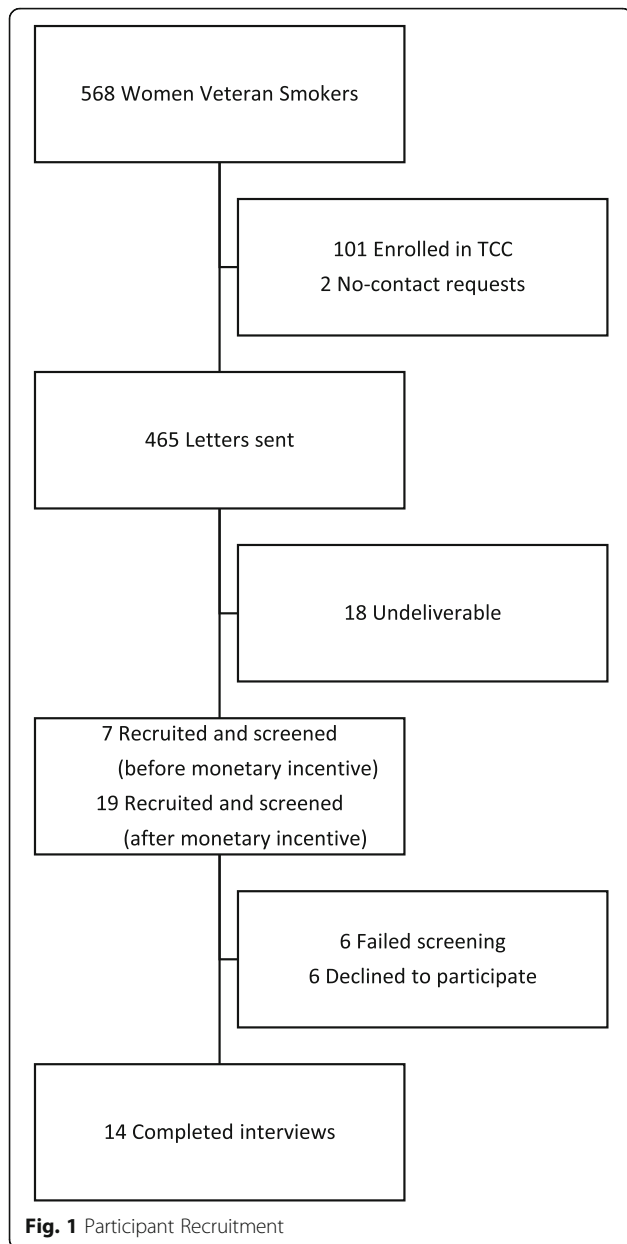 568 Women Veteran Smokers
101 Enrolled in TCC
2 No-contact requests
465 Letters sent
18 Undeliverable
7 Recruited and screened
(before monetary incentive)
19 Recruited and screened
(after monetary incentive)
6 Failed screening
6 Declined to participate
14 Completed interviews
Fig. 1 Participant Recruitment